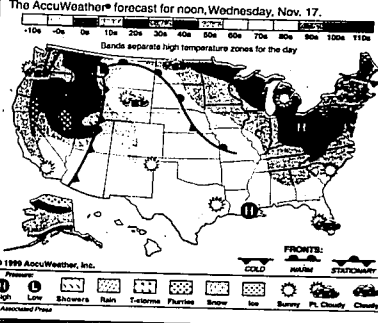 The AccuWeather® forecast for noon, Wednesday, Nov. 17.
-10s -0s 0s 10s 20s 30s 40s 50s 60s 70s 80s 90s 100s 110s
Bands separate high temperature zones for the day
L
H
H
© 1999 AccuWeather, Inc.
FRONTS:
COLD WARM STATIONARY
Pressure:
H L
High Low Showers Rain T-storms Flurries Snow Ice Sunny Pt. Cloudy Cloudy
Associated Press